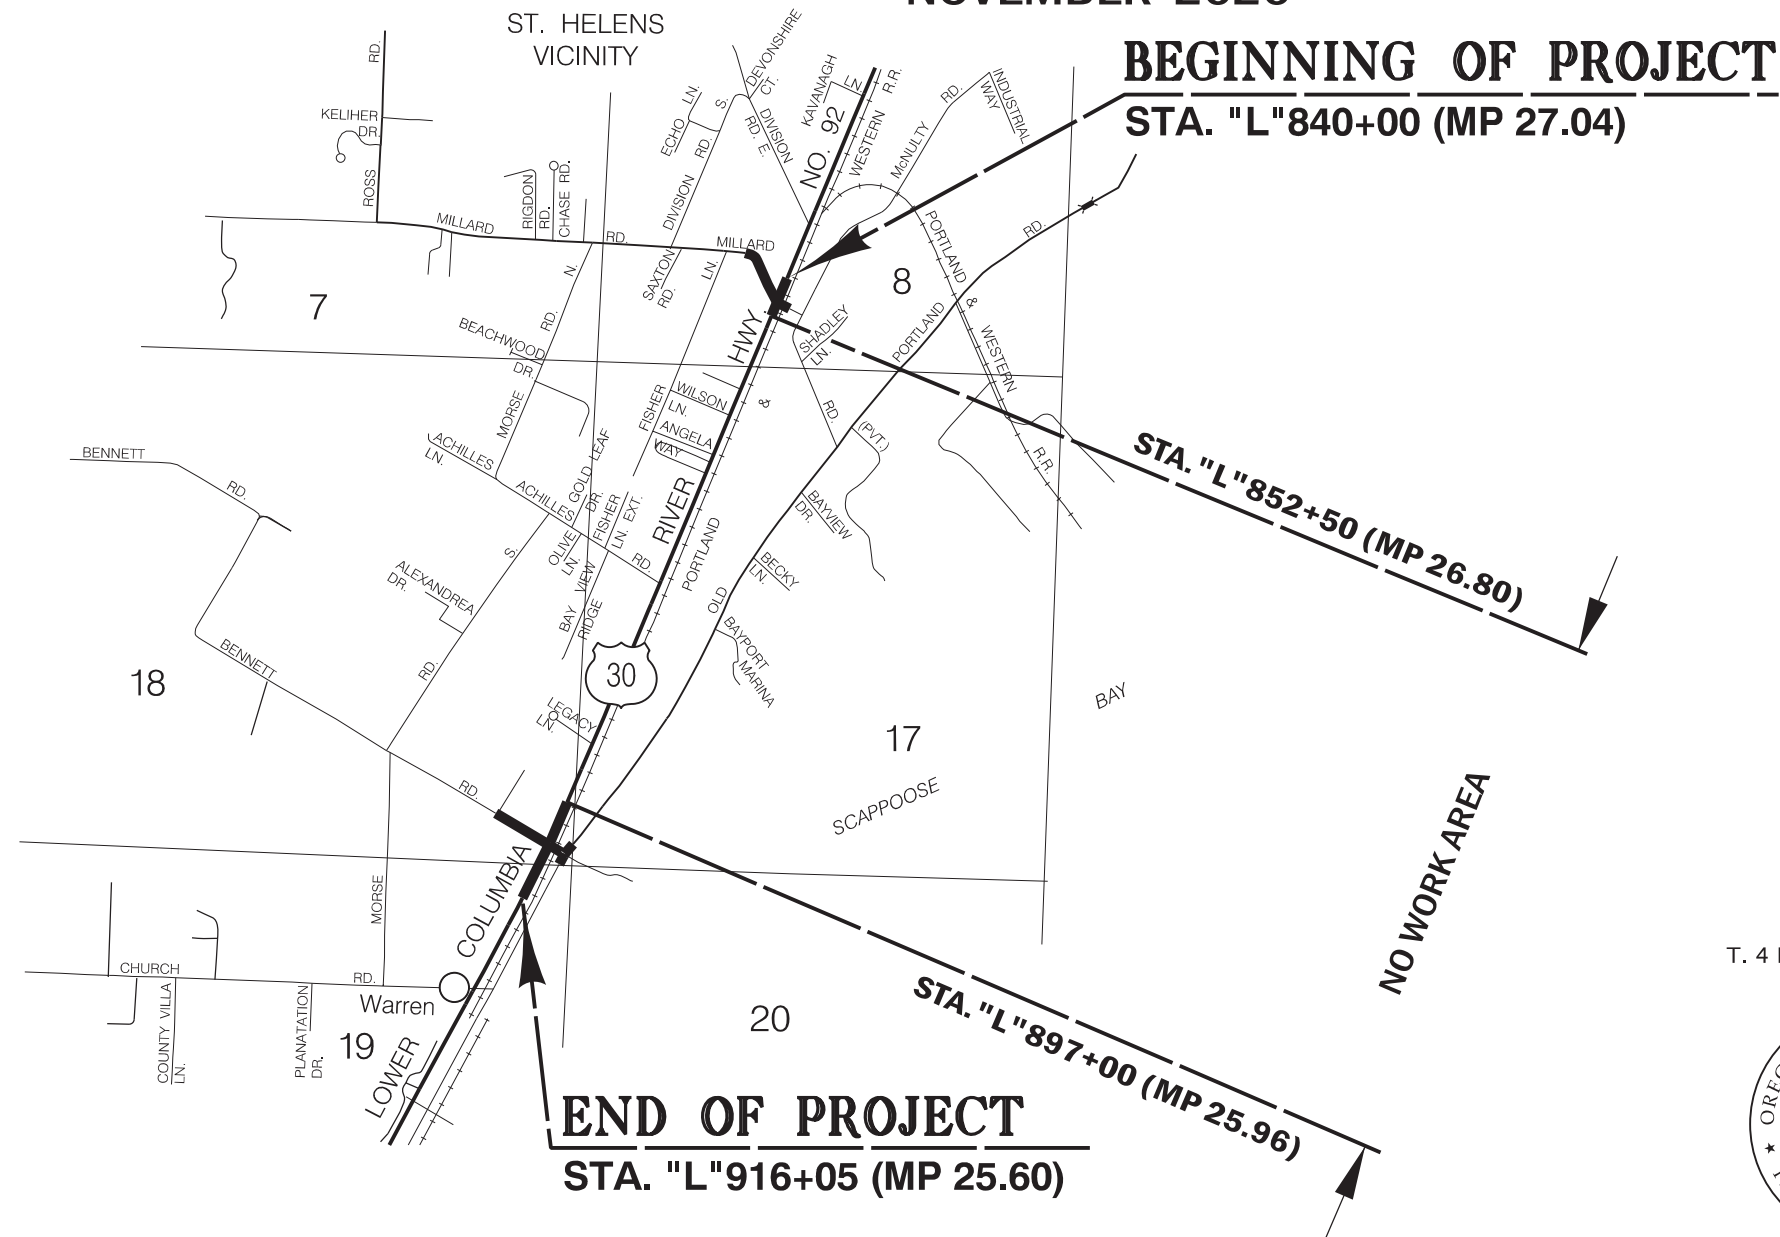 ST. HELENS
VICINITY
BEGINNING OF PROJECT
STA. "L"840+00 (MP 27.04)
RD.
KELIHER
DR.
ROSS
RIGDON
RD.
CHASE RD.
MILLARD
RD.
MILLARD
ECHO LN.
DIVISION RD. S.
DEVONSHIRE
CT.
DIVISION
RD. E.
KAVANAGH
LN.
NO. 92
WESTERN R.R.
McNULTY
RD.
INDUSTRIAL
WAY
SAXTON
RD.
LN.
N.
RD.
7
8
BEACHWOOD
DR.
MORSE
HWY.
SHADLEY
LN.
RD.
PORTLAND
&
WESTERN
R.R.
PORTLAND
RD.
FISHER
WILSON
LN.
ANGELA
WAY
&
(PVT.)
STA. "L"852+50 (MP 26.80)
BENNETT
RD.
ACHILLES
LN.
ACHILLES
RD.
GOLD LEAF
DR.
FISHER
LN. EXT.
OLIVE
LN.
BAY VIEW
RIDGE
RIVER
PORTLAND
BAYVIEW
DR.
BECKY
LN.
OLD
BAYPORT
MARINA
S.
RD.
ALEXANDREA
DR.
BENNETT
RD.
18
30
LEGACY
LN.
17
BAY
SCAPPOOSE
NO WORK AREA
COLUMBIA
MORSE
CHURCH
RD.
Warren
COUNTY VILLA
LN.
PLANATATION
DR.
19
20
LOWER
STA. "L"897+00 (MP 25.96)
T. 4
END OF PROJECT
STA. "L"916+05 (MP 25.60)